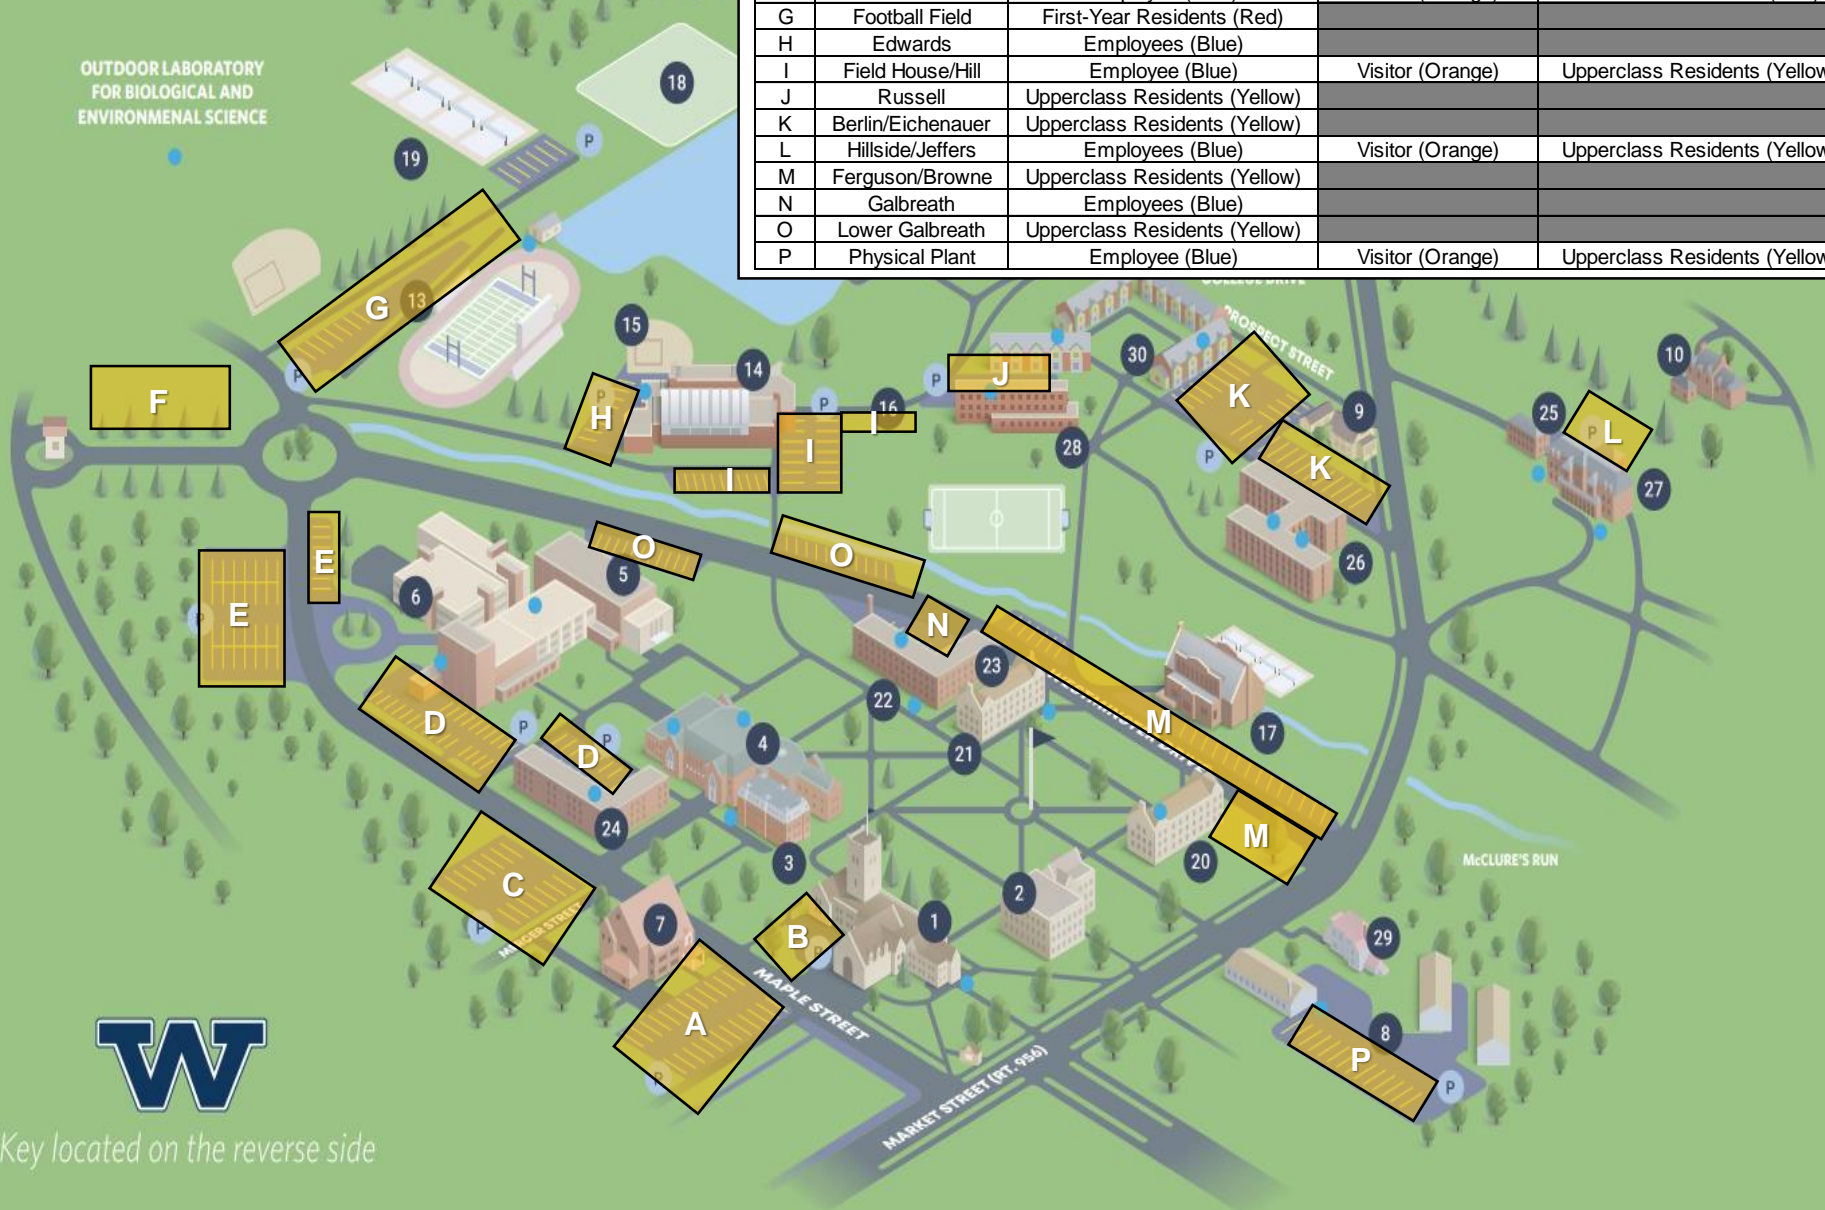 G Football Field First-Year Residents (Red)
H Edwards Employees (Blue)
I Field House/Hill Employee (Blue) Visitor (Orange) Upperclass Residents (Yellow
J Russell Upperclass Residents (Yellow)
K Berlin/Eichenauer Upperclass Residents (Yellow)
L Hillside/Jeffers Employees (Blue) Visitor (Orange) Upperclass Residents (Yellow
M Ferguson/Browne Upperclass Residents (Yellow)
N Galbreath Employees (Blue)
O Lower Galbreath Upperclass Residents (Yellow)
P Physical Plant Employee (Blue) Visitor (Orange) Upperclass Residents (Yellow
OUTDOOR LABORATORY
FOR BIOLOGICAL AND
ENVIRONMENAL SCIENCE
18
P
19
COLLEGE DRIVE
PROSPECT STREET
G
13
P
15
14
30
10
F
H
P
I
16
I
I
P
J
28
K
9
P
K
25
P
L
27
E
E
P
6
5
O
O
N
26
23
22
21
M
17
D
P
D
P
4
24
3
20
M
McCLURE'S RUN
C
P
MERCER STREET
7
B
P
1
2
29
A
P
MAPLE STREET
MARKET STREET (RT. 956)
8
P
P
W
Key located on the reverse side